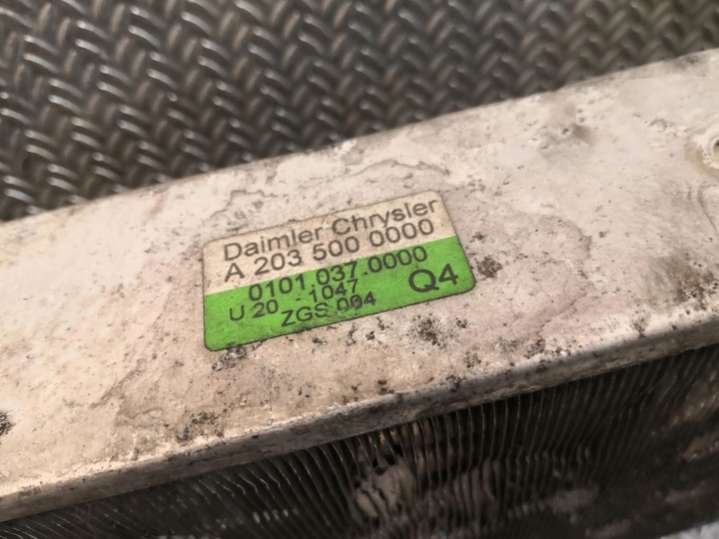 Daimler Chrysler
A 203 500 0000
0101.037.0000
U 20 - 1047 Q4
ZGS 004